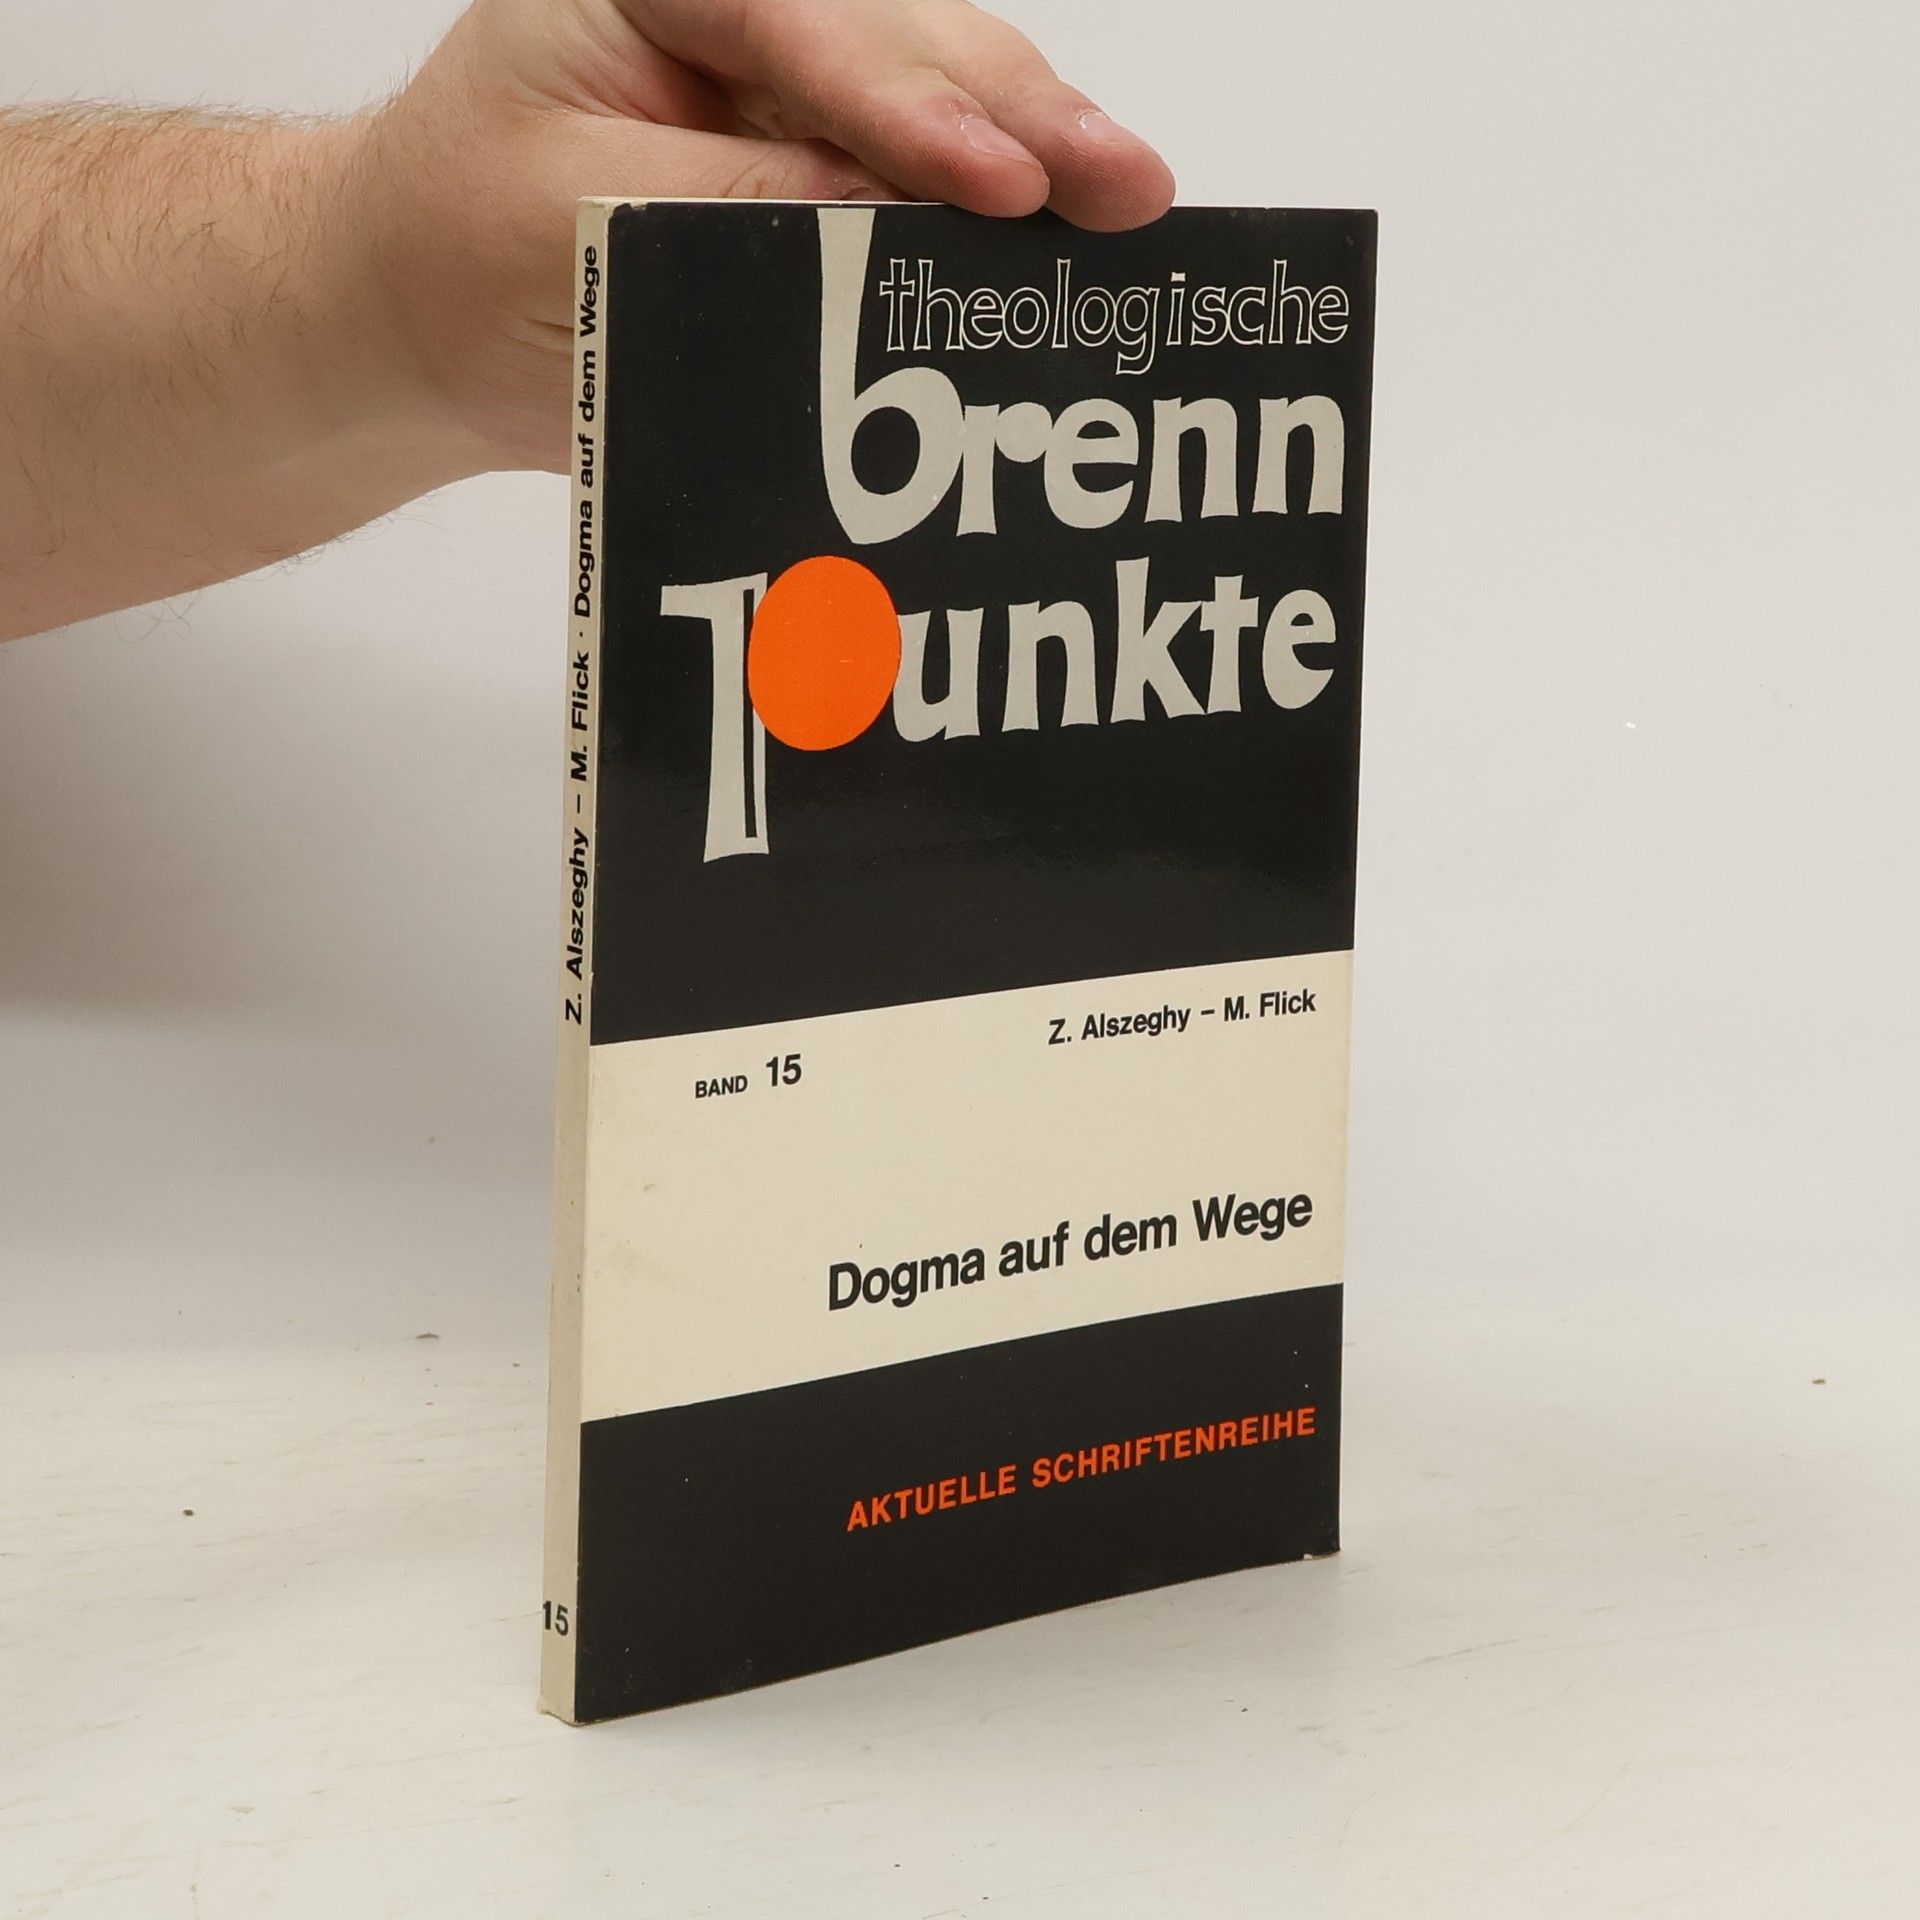 theologische
brenn
punkte
Z. Alszeghy – M. Flick
BAND 15
Dogma auf dem Wege
AKTUELLE SCHRIFTENREIHE
Z. Alszeghy – M. Flick · Dogma auf dem Wege
15